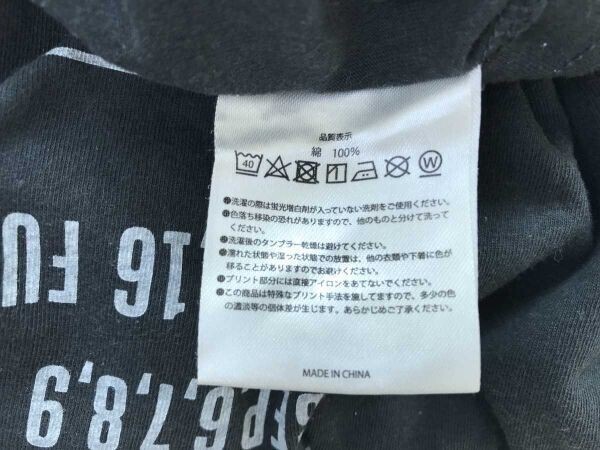 品質表示
綿 100%
40
W
●洗濯の際は蛍光増白剤が入っていない洗剤をご使用ください。
●色落ち移染の恐れがありますので、他のものと分けて洗って
ください。
●洗濯後のタンブラー乾燥は避けてください。
●濡れた状態や湿った状態での放置は、他の衣類や下着に色が
移ることがありますのでお避けください。
●プリント部分には直接アイロンをあてないでください。
●この商品は特殊なプリント手法を施してますので、多少の色
の濃淡等の個体差が生じます。あらかじめご了承ください。
MADE IN CHINA
16 FU
6,7,8,9